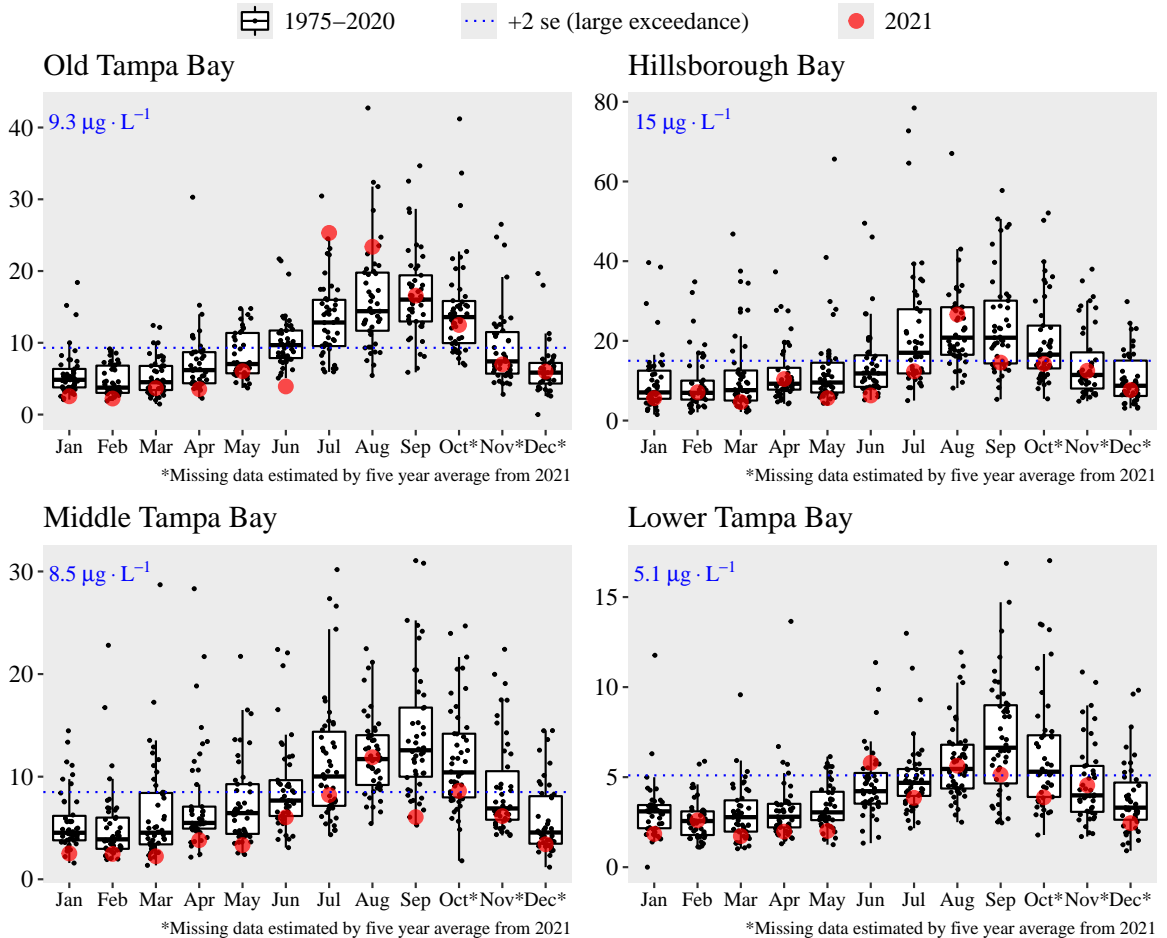 1975−2020 +2 se (large exceedance) 2021
Old Tampa Bay
9.3 μg · L⁻¹
40
30
20
10
0
Jan Feb Mar Apr May Jun Jul Aug Sep Oct* Nov* Dec*
*Missing data estimated by five year average from 2021
Hillsborough Bay
15 μg · L⁻¹
80
60
40
20
0
Jan Feb Mar Apr May Jun Jul Aug Sep Oct* Nov* Dec*
*Missing data estimated by five year average from 2021
Middle Tampa Bay
8.5 μg · L⁻¹
30
20
10
0
Jan Feb Mar Apr May Jun Jul Aug Sep Oct* Nov* Dec*
*Missing data estimated by five year average from 2021
Lower Tampa Bay
5.1 μg · L⁻¹
15
10
5
0
Jan Feb Mar Apr May Jun Jul Aug Sep Oct* Nov* Dec*
*Missing data estimated by five year average from 2021